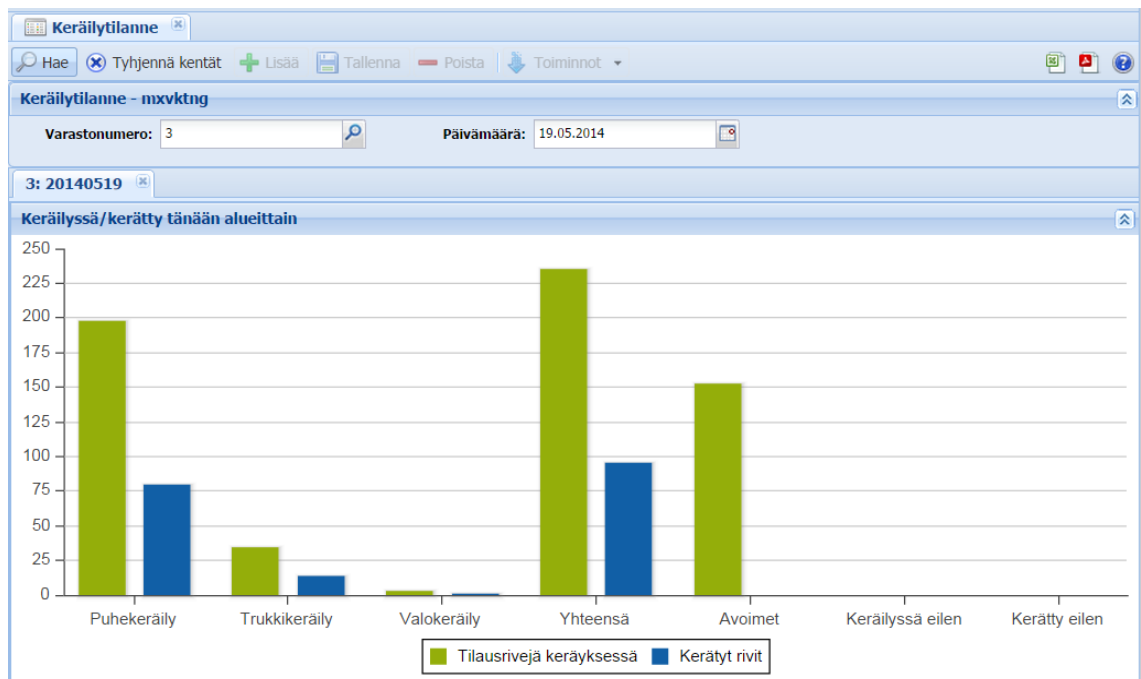 Keräilytilanne
Hae Tyhjennä kentät Lisää Tallenna Poista Toiminnot
Keräilytilanne - mxvktng
Varastonumero: 3 Päivämäärä: 19.05.2014
3: 20140519
Keräilyssä/kerätty tänään alueittain
250
225
200
175
150
125
100
75
50
25
0
Puhekeräily Trukkikeräily Valokeräily Yhteensä Avoimet Keräilyssä eilen Kerätty eilen
Tilausrivejä keräyksessä Kerätyt rivit